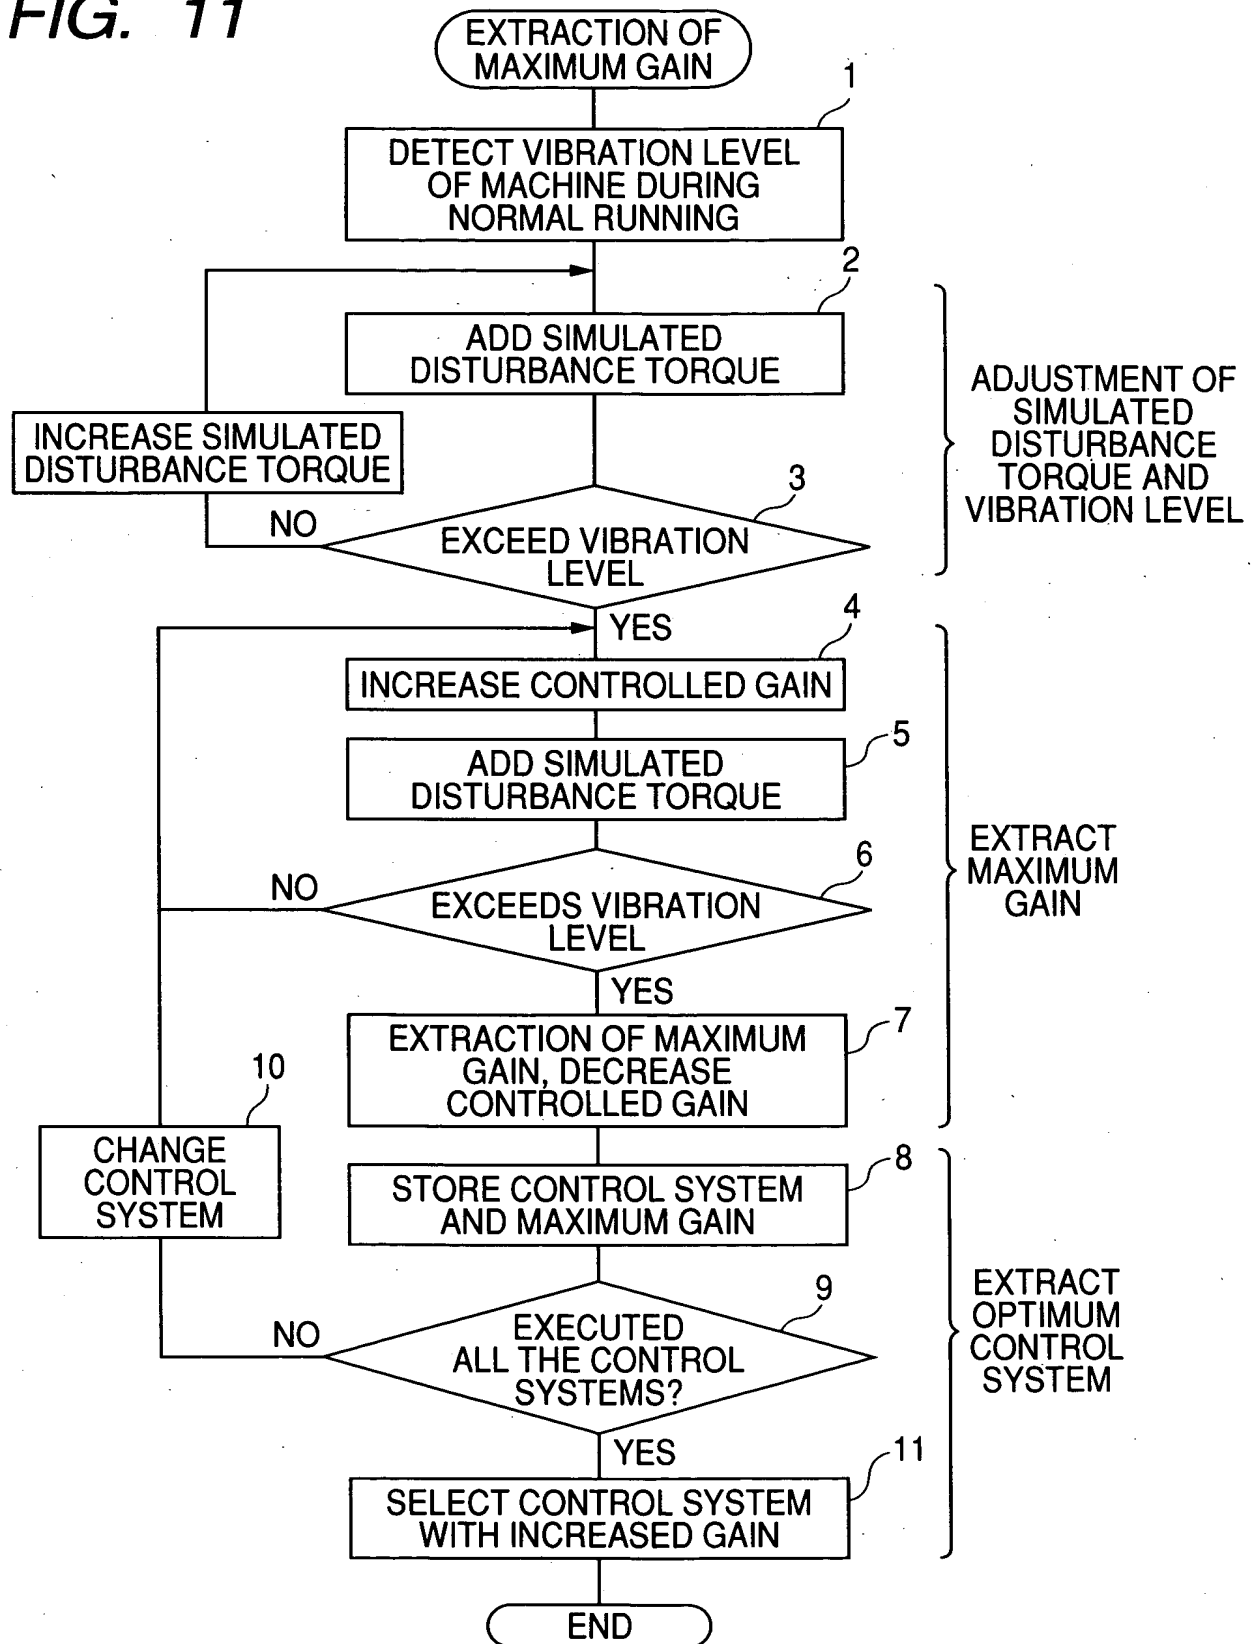 FIG. 11
EXTRACTION OF
MAXIMUM GAIN
1
DETECT VIBRATION LEVEL
OF MACHINE DURING
NORMAL RUNNING
2
ADD SIMULATED
DISTURBANCE TORQUE
INCREASE SIMULATED
DISTURBANCE TORQUE
ADJUSTMENT OF
SIMULATED
DISTURBANCE
TORQUE AND
VIBRATION LEVEL
3
NO
EXCEED VIBRATION
LEVEL
YES
4
INCREASE CONTROLLED GAIN
5
ADD SIMULATED
DISTURBANCE TORQUE
EXTRACT
MAXIMUM
GAIN
6
NO
EXCEEDS VIBRATION
LEVEL
YES
7
EXTRACTION OF MAXIMUM
GAIN, DECREASE
CONTROLLED GAIN
10
CHANGE
CONTROL
SYSTEM
8
STORE CONTROL SYSTEM
AND MAXIMUM GAIN
EXTRACT
OPTIMUM
CONTROL
SYSTEM
9
NO
EXECUTED
ALL THE CONTROL
SYSTEMS?
YES
11
SELECT CONTROL SYSTEM
WITH INCREASED GAIN
END